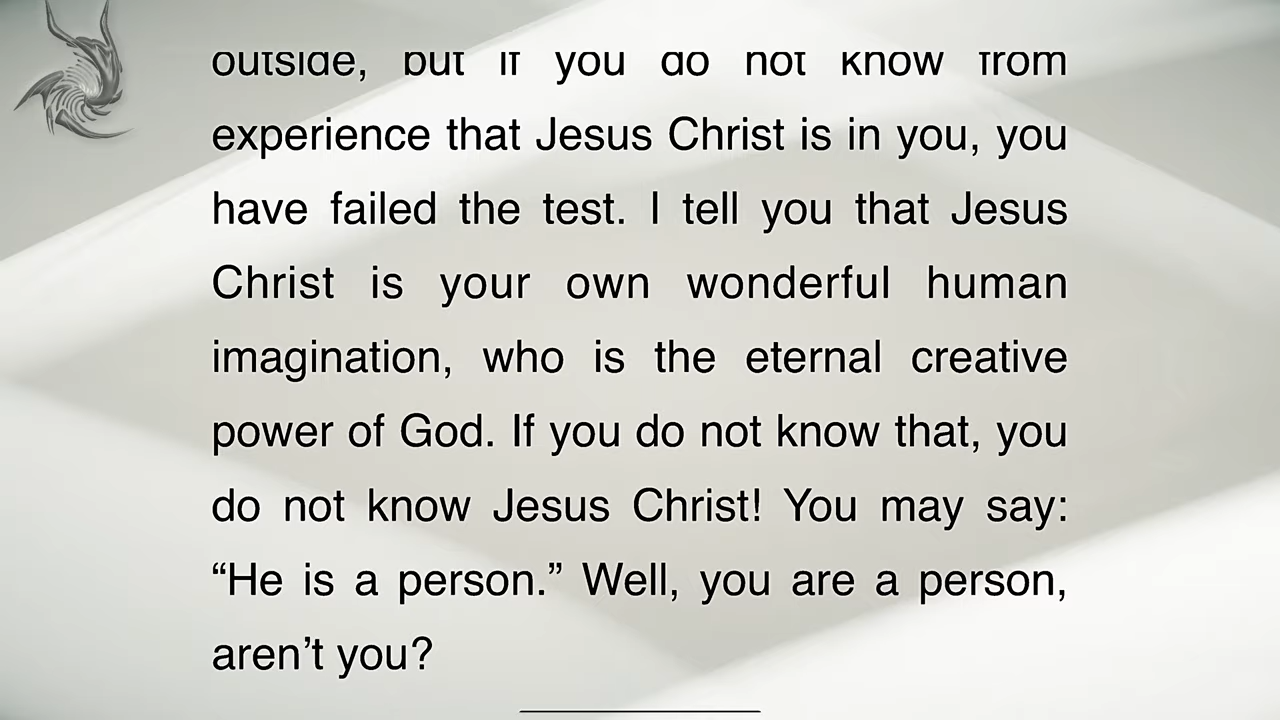 outside, but if you do not know from
experience that Jesus Christ is in you, you
have failed the test. I tell you that Jesus
Christ is your own wonderful human
imagination, who is the eternal creative
power of God. If you do not know that, you
do not know Jesus Christ! You may say:
“He is a person.” Well, you are a person,
aren’t you?